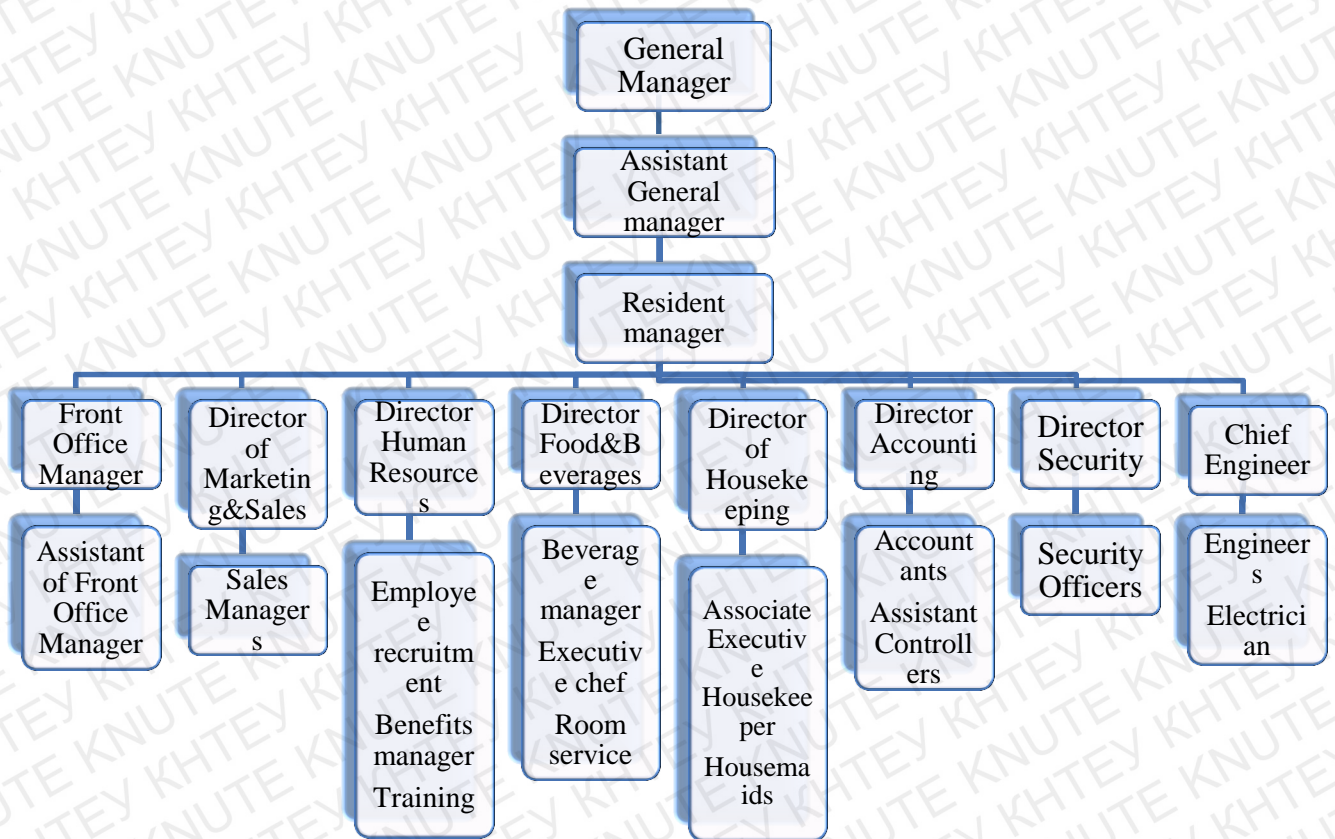 General
Manager
Assistant
General
manager
Resident
manager
Front
Office
Manager
Director
of
Marketin
g&Sales
Director
Human
Resource
s
Director
Food&B
everages
Director
of
Houseke
eping
Director
Accounti
ng
Director
Security
Chief
Engineer
Assistant
of Front
Office
Manager
Sales
Manager
s
Employe
e
recruitm
ent
Benefits
manager
Training
Beverag
e
manager
Executiv
e chef
Room
service
Associate
Executiv
e
Housekee
per
Housema
ids
Account
ants
Assistant
Controll
ers
Security
Officers
Engineer
s
Electrici
an
KNUTE КНТЕУ